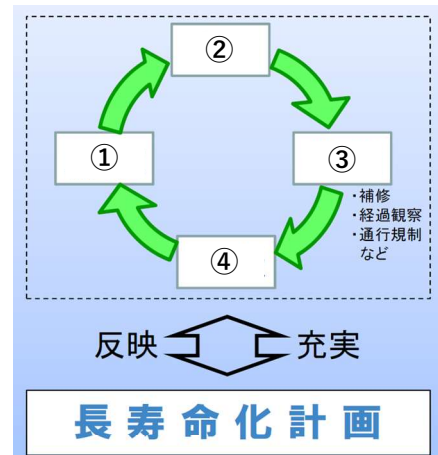 ②
①
③
・補修
・経過観察
・通行規制
など
④
反映
充実
長寿命化計画